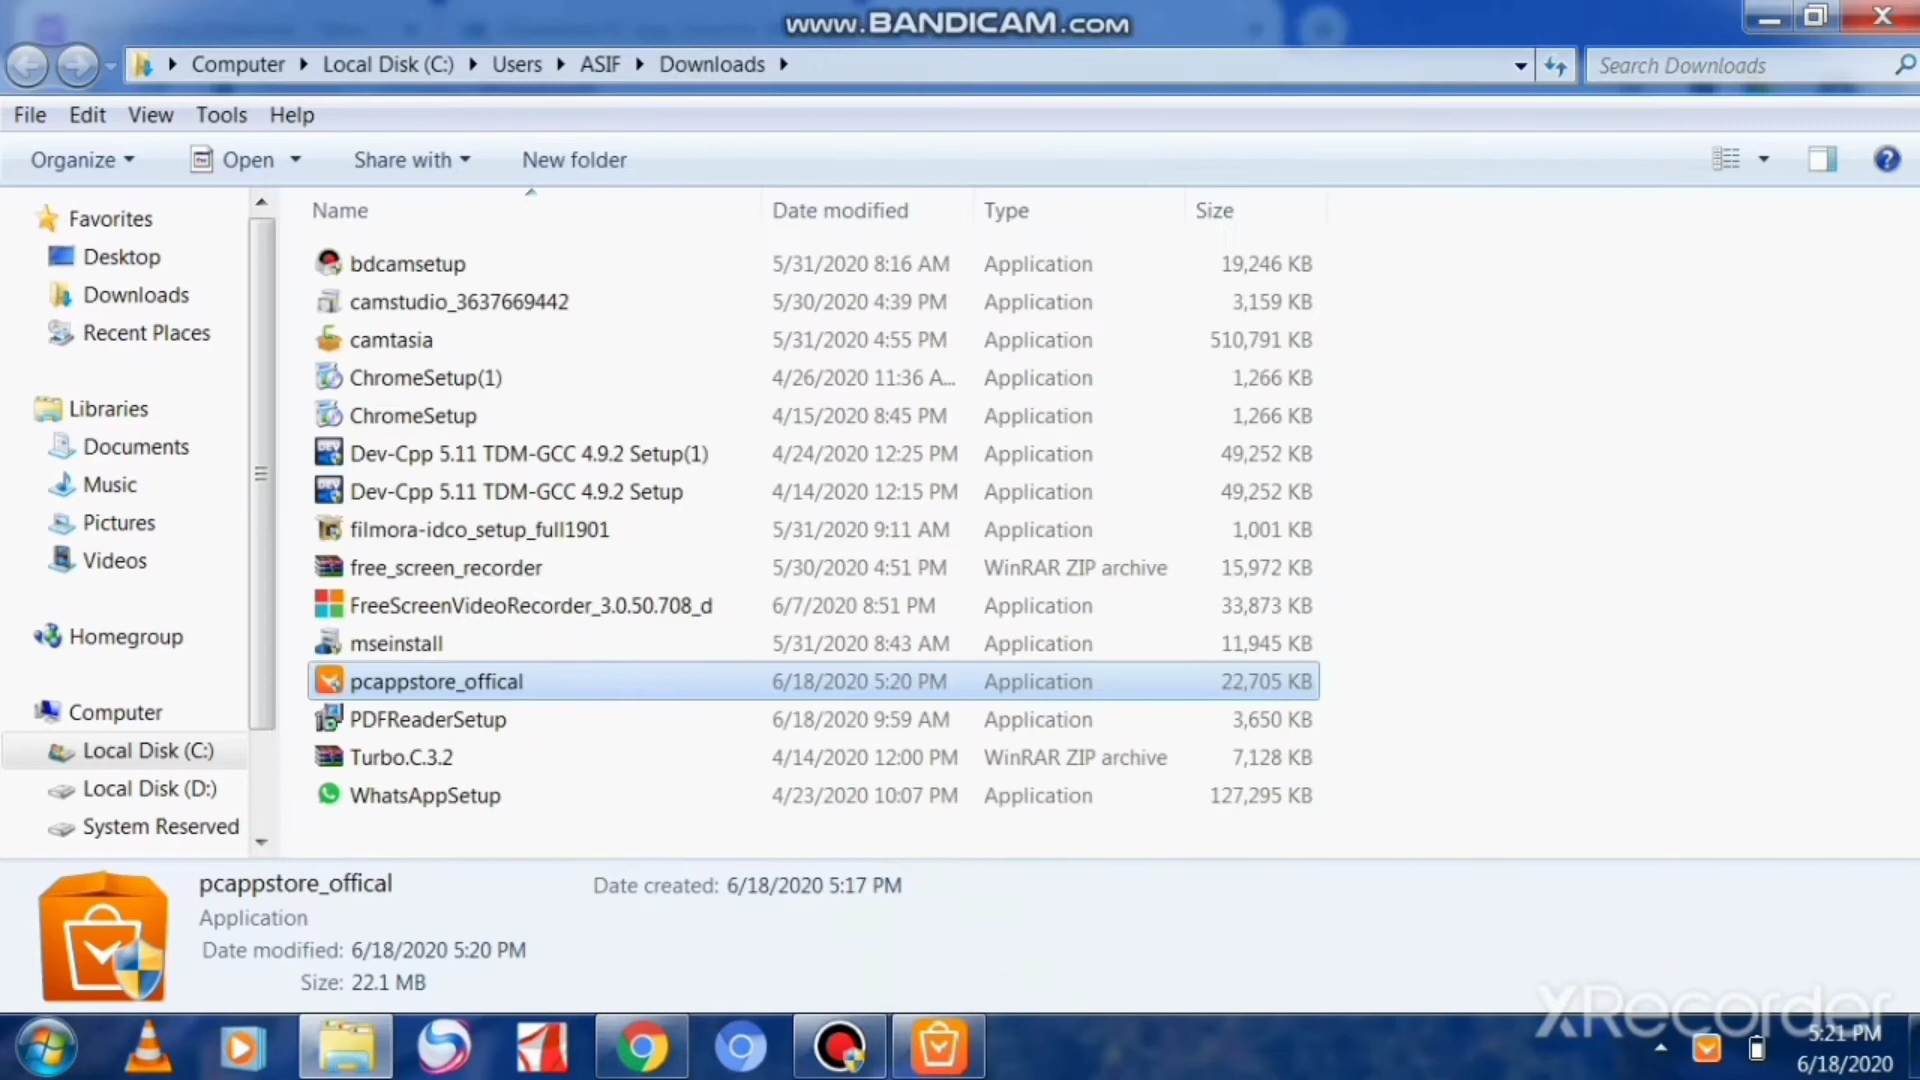 www.BANDICAM.com
Computer Local Disk (C:) Users ASIF Downloads
Search Downloads
File Edit View Tools Help
Organize Open Share with New folder
Name Date modified Type Size
Favorites
Desktop
Downloads
Recent Places
Libraries
Documents
Music
Pictures
Videos
Homegroup
Computer
Local Disk (C:)
Local Disk (D:)
System Reserved
bdcamsetup 5/31/2020 8:16 AM Application 19,246 KB
camstudio_3637669442 5/30/2020 4:39 PM Application 3,159 KB
camtasia 5/31/2020 4:55 PM Application 510,791 KB
ChromeSetup(1) 4/26/2020 11:36 A... Application 1,266 KB
ChromeSetup 4/15/2020 8:45 PM Application 1,266 KB
Dev-Cpp 5.11 TDM-GCC 4.9.2 Setup(1) 4/24/2020 12:25 PM Application 49,252 KB
Dev-Cpp 5.11 TDM-GCC 4.9.2 Setup 4/14/2020 12:15 PM Application 49,252 KB
filmora-idco_setup_full1901 5/31/2020 9:11 AM Application 1,001 KB
free_screen_recorder 5/30/2020 4:51 PM WinRAR ZIP archive 15,972 KB
FreeScreenVideoRecorder_3.0.50.708_d 6/7/2020 8:51 PM Application 33,873 KB
mseinstall 5/31/2020 8:43 AM Application 11,945 KB
pcappstore_offical 6/18/2020 5:20 PM Application 22,705 KB
PDFReaderSetup 6/18/2020 9:59 AM Application 3,650 KB
Turbo.C.3.2 4/14/2020 12:00 PM WinRAR ZIP archive 7,128 KB
WhatsAppSetup 4/23/2020 10:07 PM Application 127,295 KB
pcappstore_offical Date created: 6/18/2020 5:17 PM
Application
Date modified: 6/18/2020 5:20 PM
Size: 22.1 MB
XRecorder
5:21 PM
6/18/2020